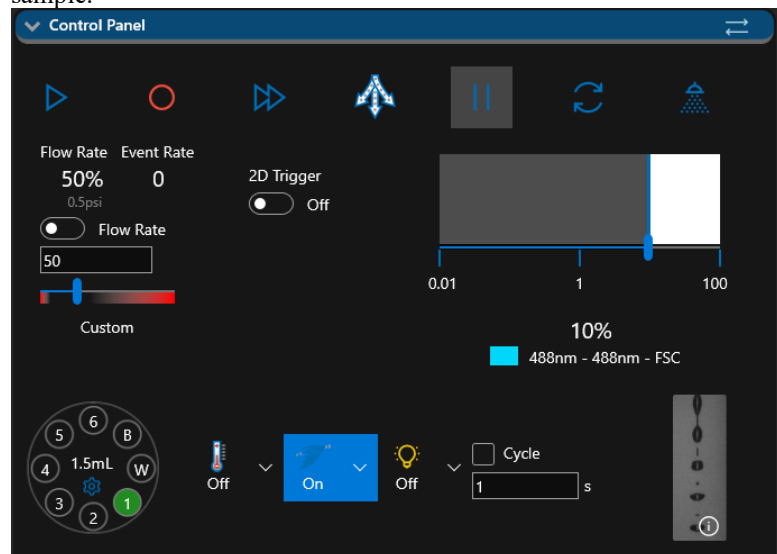 sample.
Control Panel
Flow Rate Event Rate
50% 0
0.5psi
Flow Rate
50
Custom
2D Trigger
Off
0.01 1 100
10%
488nm - 488nm - FSC
6
5 B
4 1.5mL W
3 1
2
Off
On
Off
Cycle
1 s